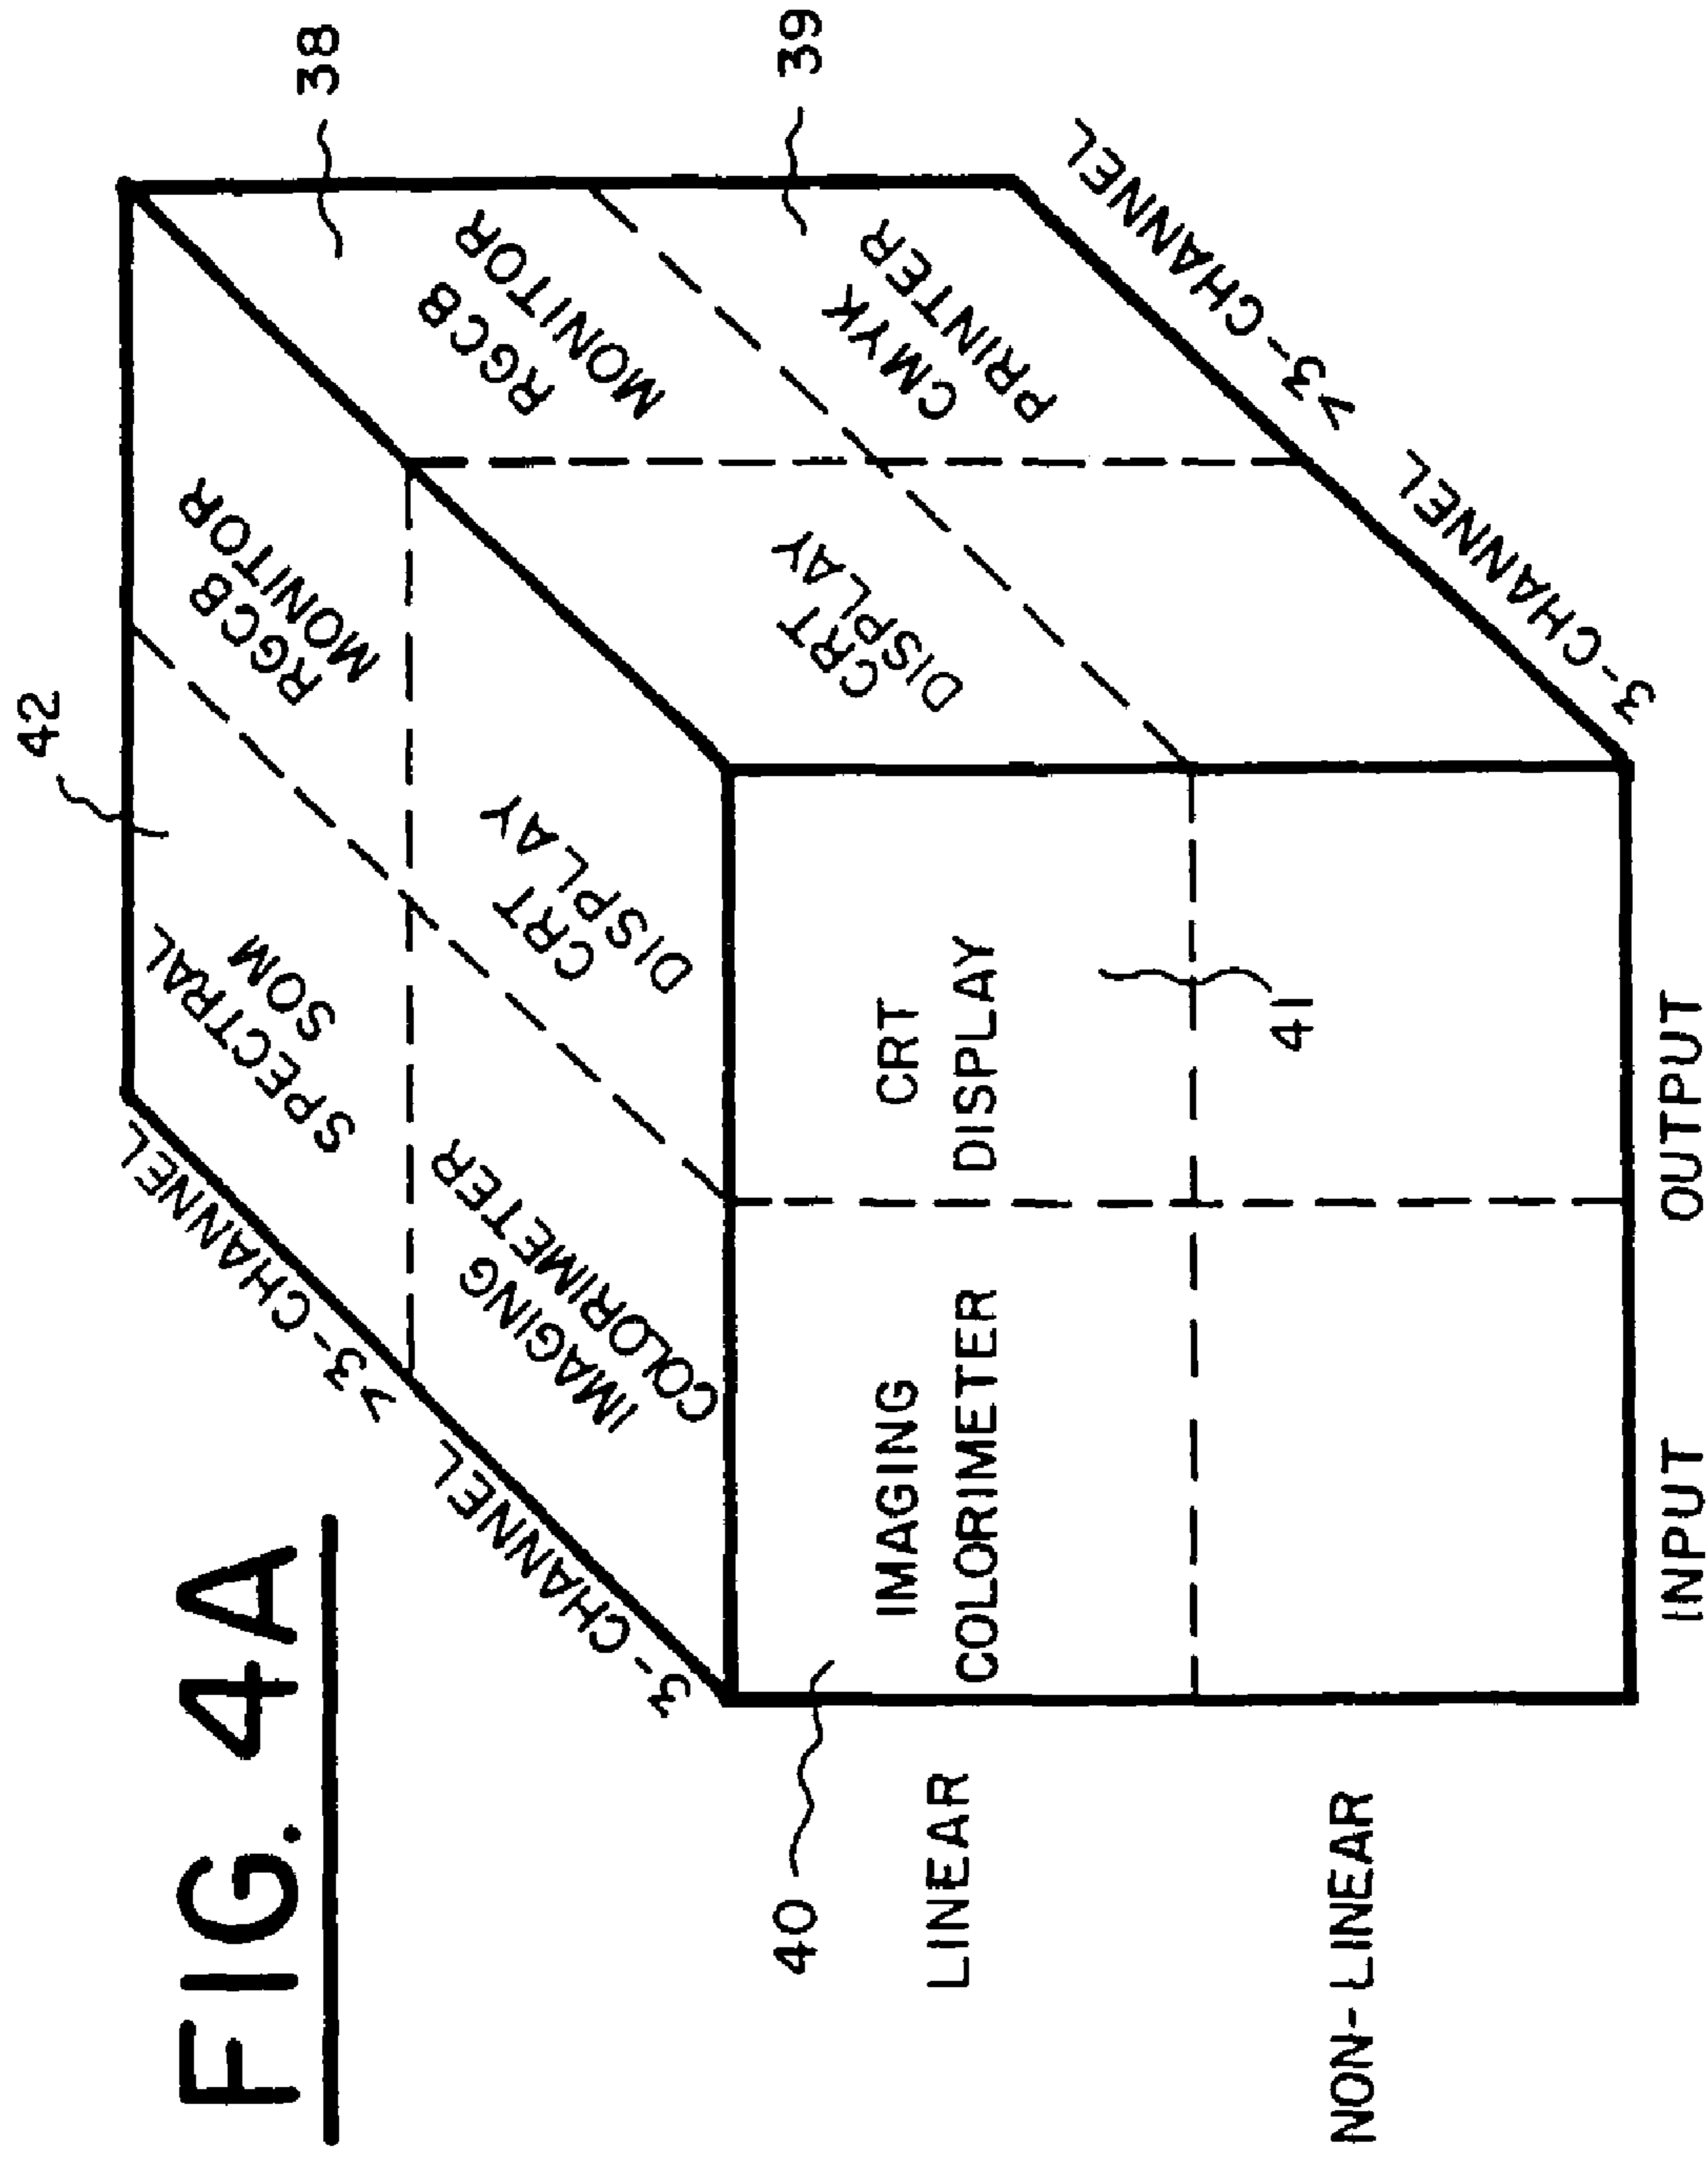 FIG. 4A
42
38
39
40
41
>3-CHANNEL
3-CHANNEL
SPECTRAL
SOM
RGCB
MONITOR
IMAGING
COLORIMETER
CRT
DISPLAY
RGCB
MONITOR
CMYK
PRINTER
CRT
DISPLAY
LINEAR
IMAGING
COLORIMETER
CRT
DISPLAY
NON-LINEAR
>3-CHANNEL
3-CHANNEL
INPUT
OUTPUT